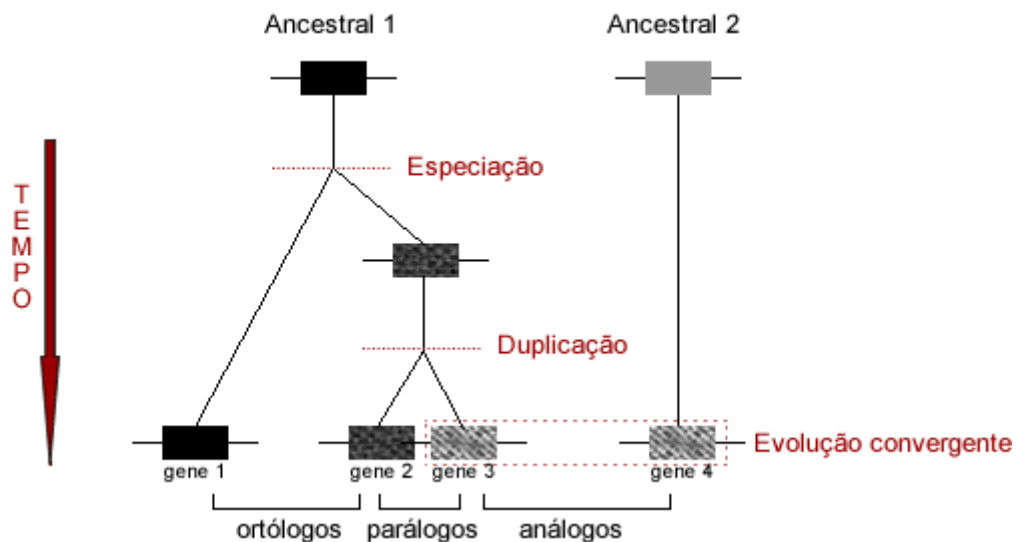 Ancestral 1
Ancestral 2
Especiação
TEMPO
Duplicação
Evolução convergente
gene 1
gene 2
gene 3
gene 4
ortólogos
parálogos
análogos